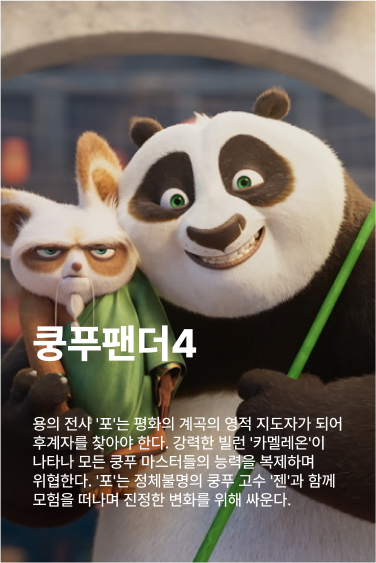 쿵푸팬더4
용의 전사 '포'는 평화의 계곡의 영적 지도자가 되어
후계자를 찾아야 한다. 강력한 빌런 '카멜레온'이
나타나 모든 쿵푸 마스터들의 능력을 복제하며
위협한다. '포'는 정체불명의 쿵푸 고수 '젠'과 함께
모험을 떠나며 진정한 변화를 위해 싸운다.